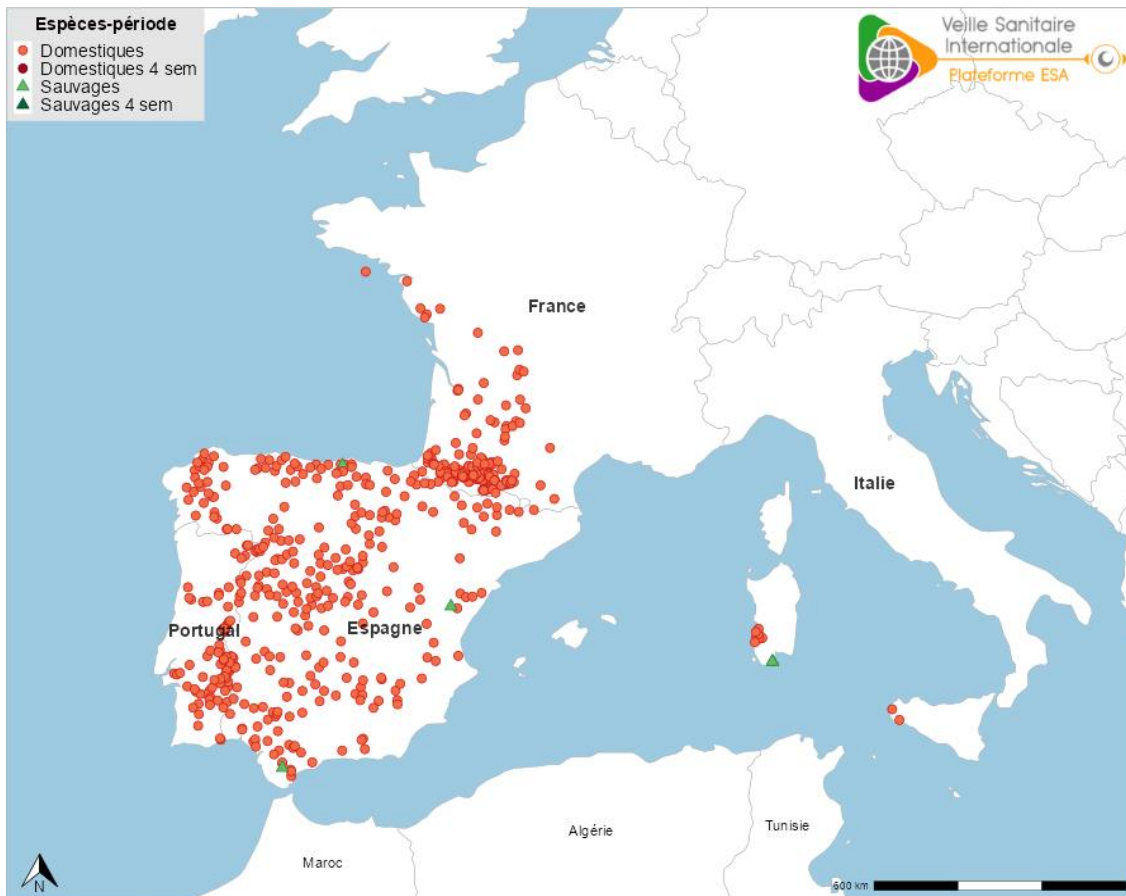 Espèces-période
Domestiques
Domestiques 4 sem
Sauvages
Sauvages 4 sem
Veille Sanitaire
Internationale
Plateforme ESA
France
Italie
Portugal
Espagne
Algérie
Tunisie
Maroc
N
600 km